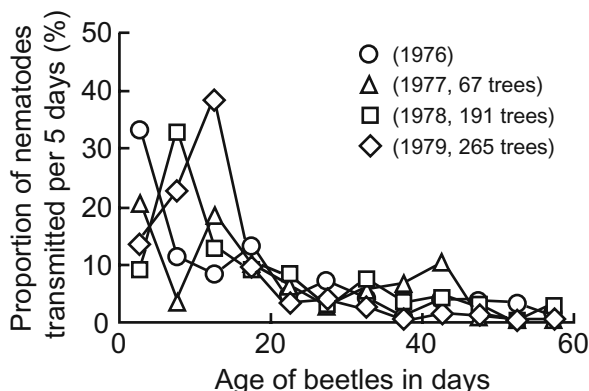 Proportion of nematodes
transmitted per 5 days (%)
50
40
30
20
10
0
(1976)
(1977, 67 trees)
(1978, 191 trees)
(1979, 265 trees)
0
20
40
60
Age of beetles in days